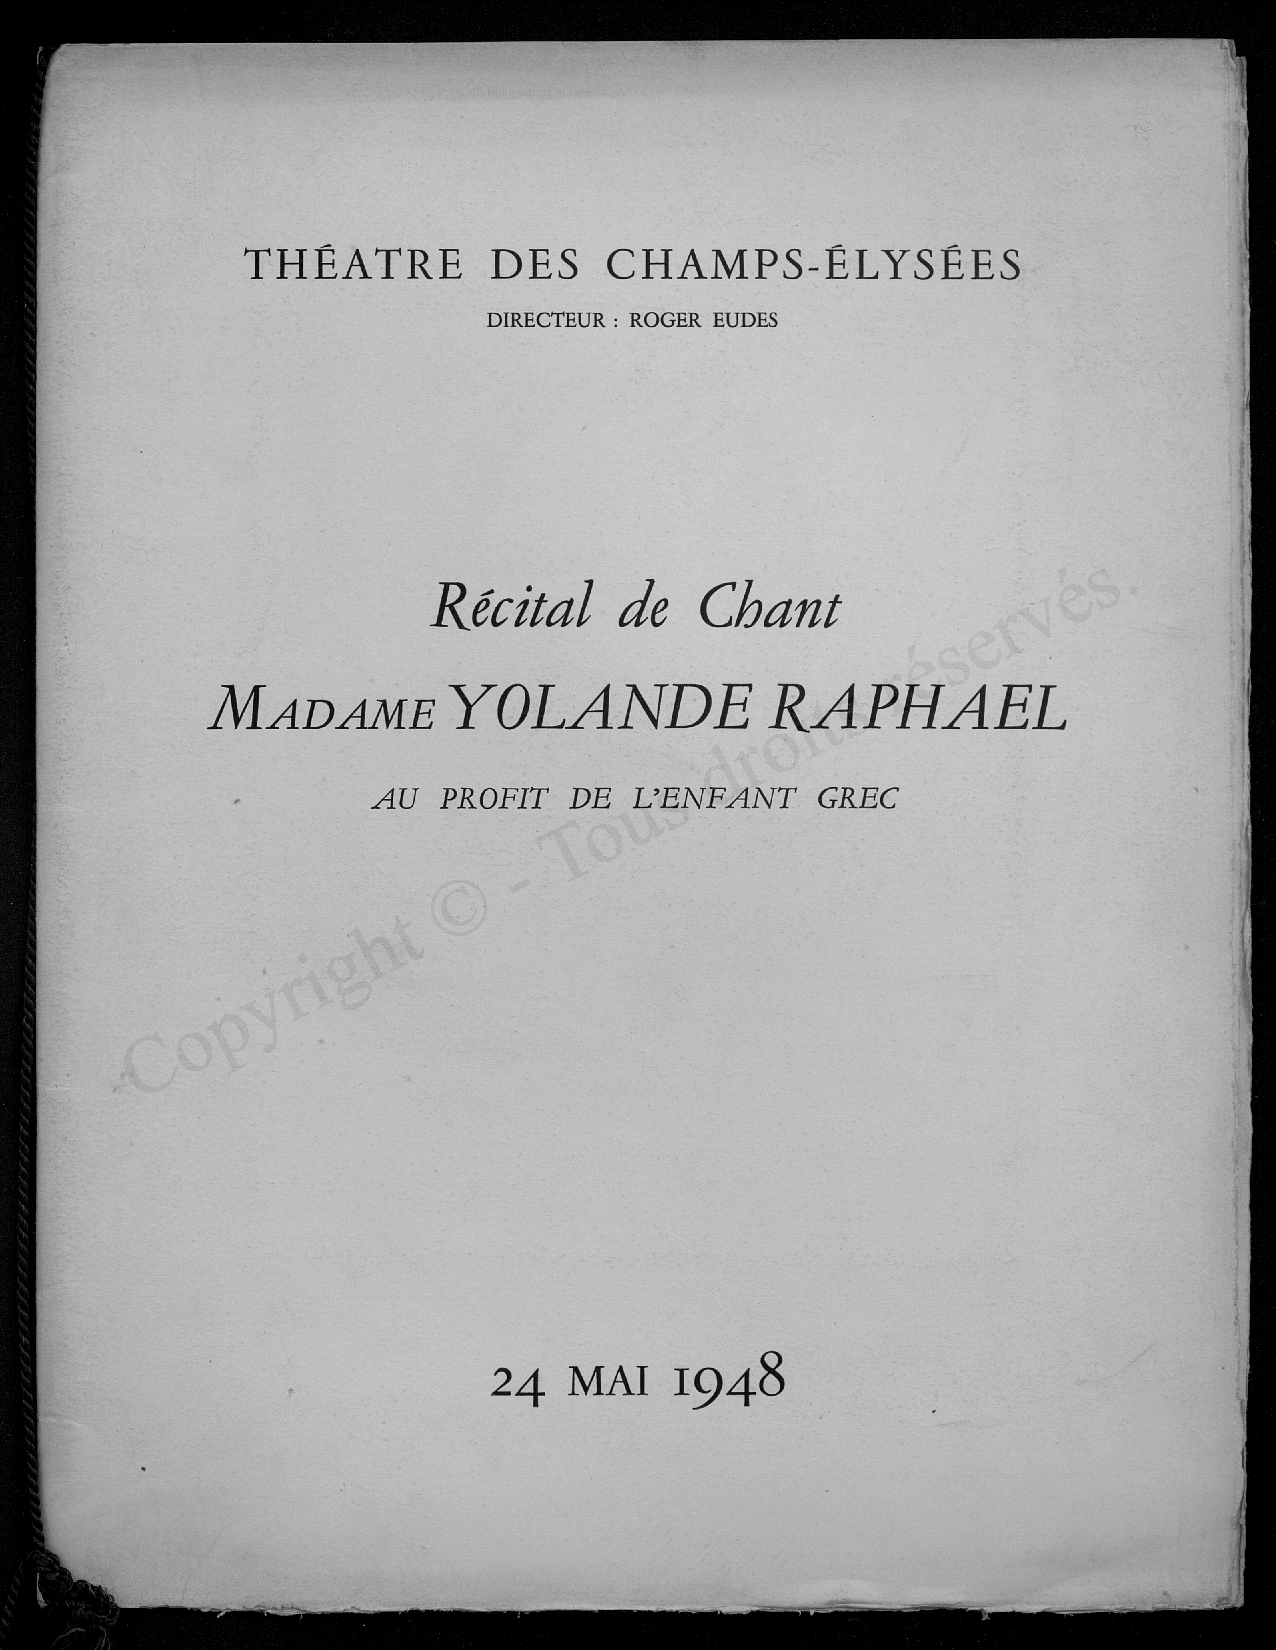 THÉATRE DES CHAMPS-ÉLYSÉES
DIRECTEUR : ROGER EUDES
Récital de Chant
MADAME YOLANDE RAPHAEL
AU PROFIT DE L'ENFANT GREC
-Copyright © - Tous droits réservés.
24 MAI 1948